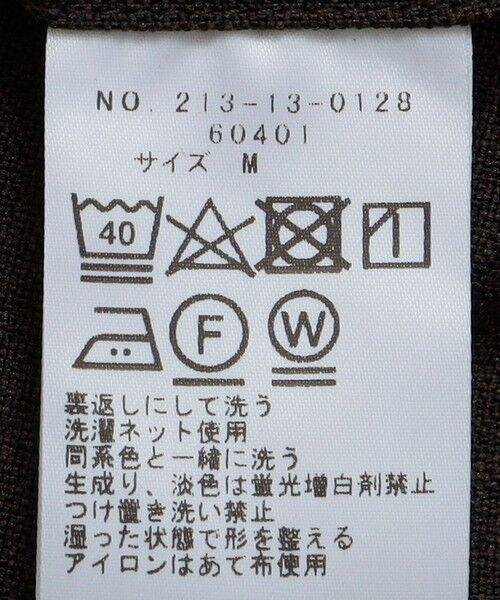 NO. 213-13-0128
60401
サイズ M
40
F W
裏返しにして洗う
洗濯ネット使用
同系色と一緒に洗う
生成り、淡色は蛍光増白剤禁止
つけ置き洗い禁止
湿った状態で形を整える
アイロンはあて布使用